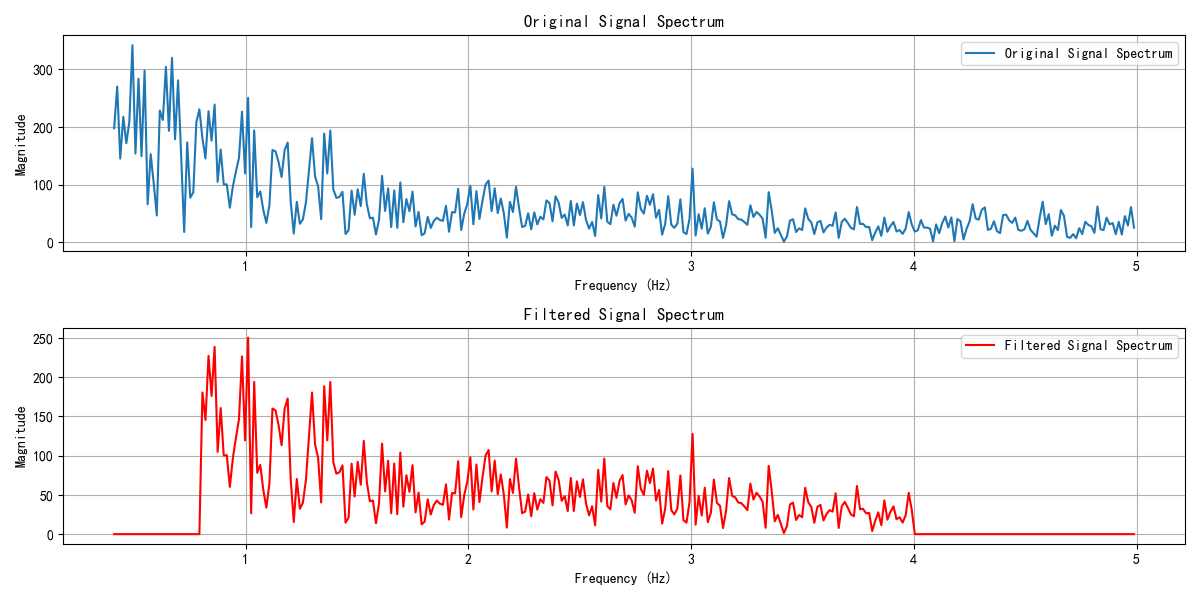 Original Signal Spectrum
Original Signal Spectrum
Magnitude
300
200
100
0
1
2
3
4
5
Frequency (Hz)
Filtered Signal Spectrum
Filtered Signal Spectrum
Magnitude
250
200
150
100
50
0
1
2
3
4
5
Frequency (Hz)